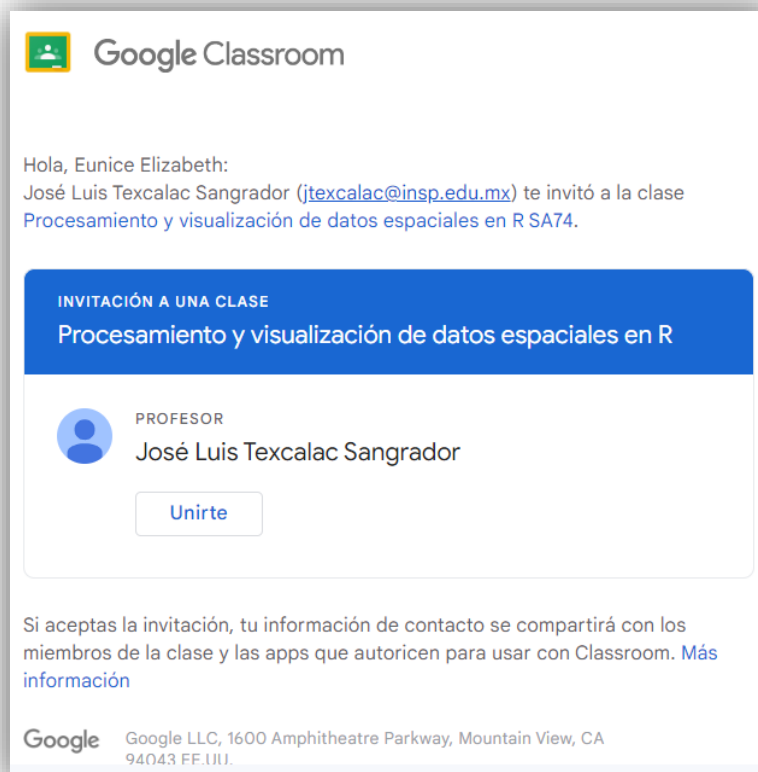 Google Classroom
Hola, Eunice Elizabeth:
José Luis Texcalac Sangrador (jtexcalac@insp.edu.mx) te invitó a la clase
Procesamiento y visualización de datos espaciales en R SA74.
INVITACIÓN A UNA CLASE
Procesamiento y visualización de datos espaciales en R
PROFESOR
José Luis Texcalac Sangrador
Unirte
Si aceptas la invitación, tu información de contacto se compartirá con los
miembros de la clase y las apps que autoricen para usar con Classroom. Más
información
Google Google LLC, 1600 Amphitheatre Parkway, Mountain View, CA
94043 EE.UU.